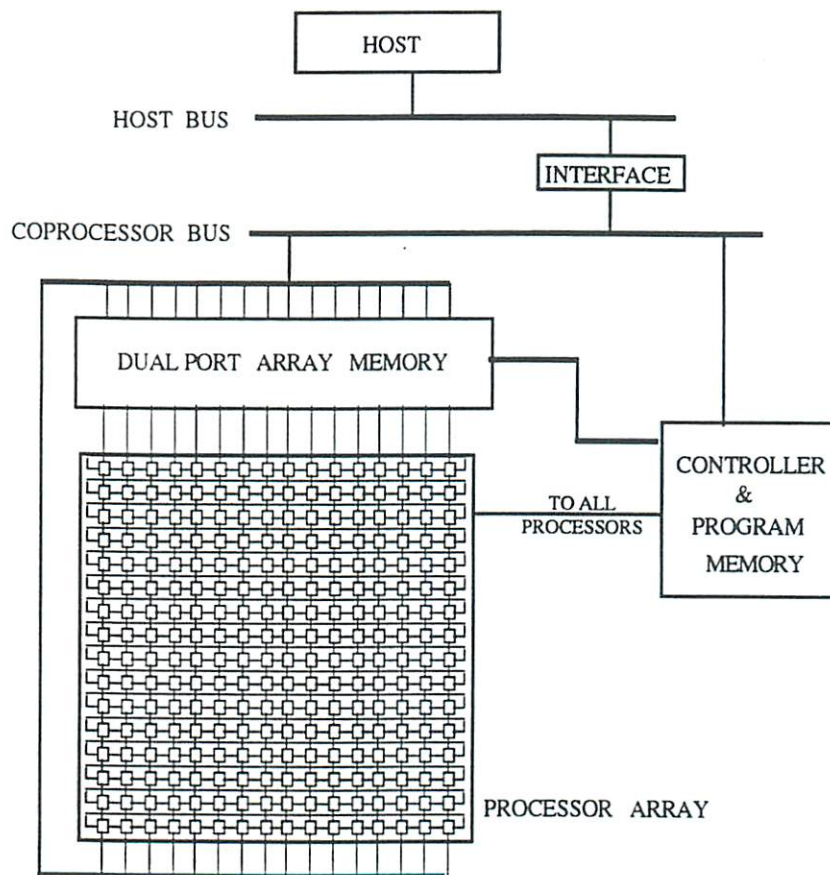 HOST
HOST BUS
INTERFACE
COPROCESSOR BUS
DUAL PORT ARRAY MEMORY
CONTROLLER
&
PROGRAM
MEMORY
TO ALL
PROCESSORS
PROCESSOR ARRAY